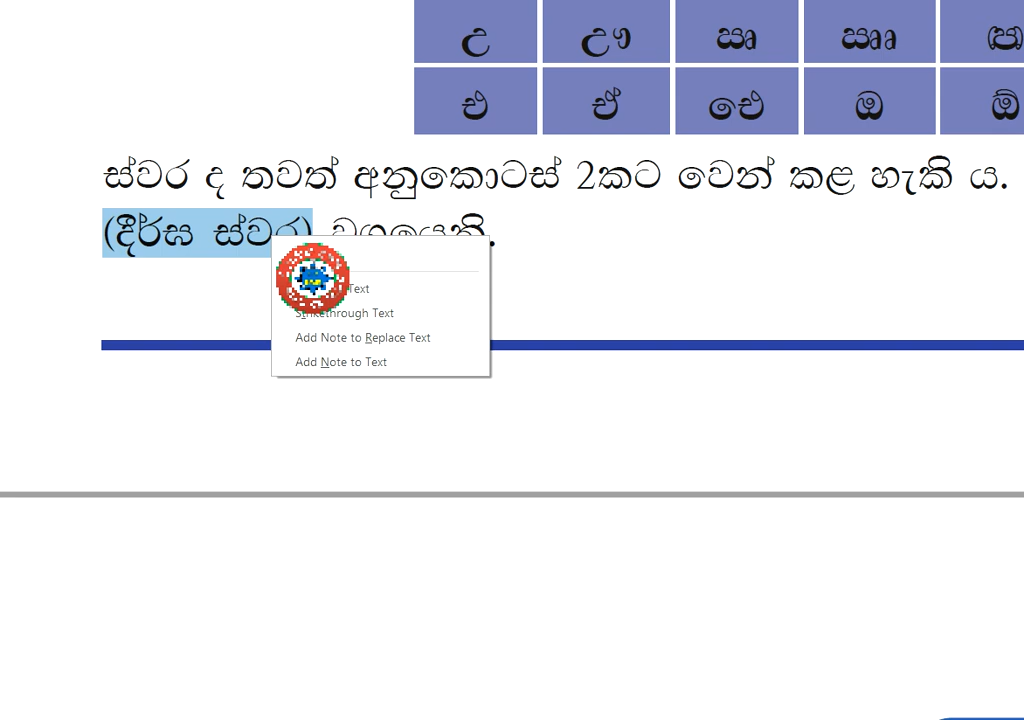 උ ඌ ඍ ඎ ඏ
එ ඒ ඓ ඔ ඕ
ස්වර ද තවත් අනුකොටස් 2කට වෙන් කළ හැකි ය.
(දීර්ඝ ස්වර)
Text
Strikethrough Text
Add Note to Replace Text
Add Note to Text